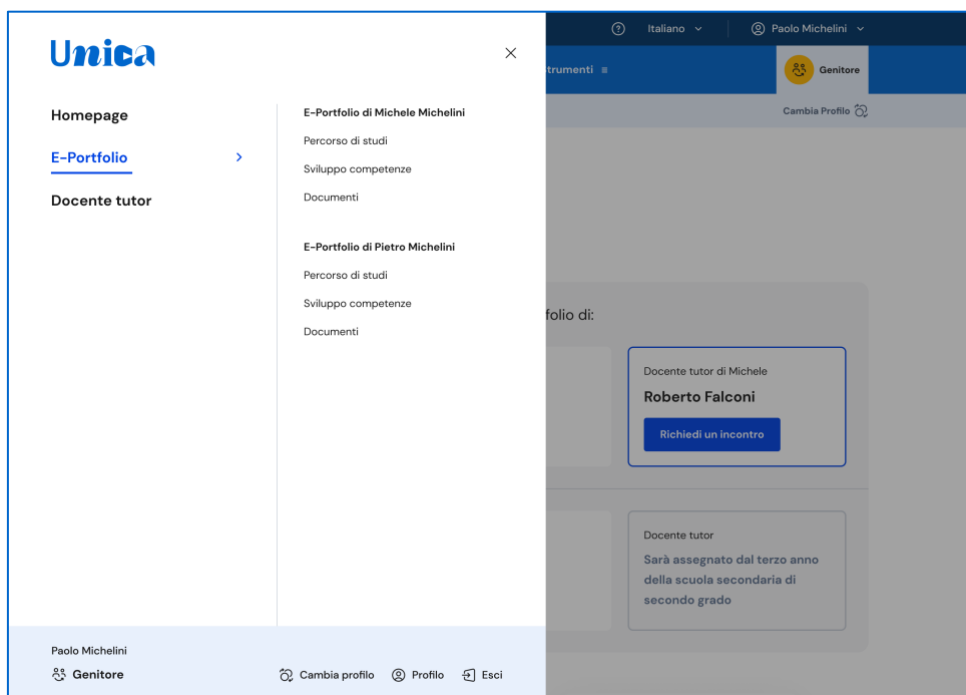 Unica
Homepage
E-Portfolio
Docente tutor
E-Portfolio di Michele Michelini
Percorso di studi
Sviluppo competenze
Documenti
E-Portfolio di Pietro Michelini
Percorso di studi
Sviluppo competenze
Documenti
Paolo Michelini
Genitore
Cambia profilo
Profilo
Esci
Italiano
Paolo Michelini
trumenti
Genitore
Cambia Profilo
folio di:
Docente tutor di Michele
Roberto Falconi
Richiedi un incontro
Docente tutor
Sarà assegnato dal terzo anno
della scuola secondaria di
secondo grado